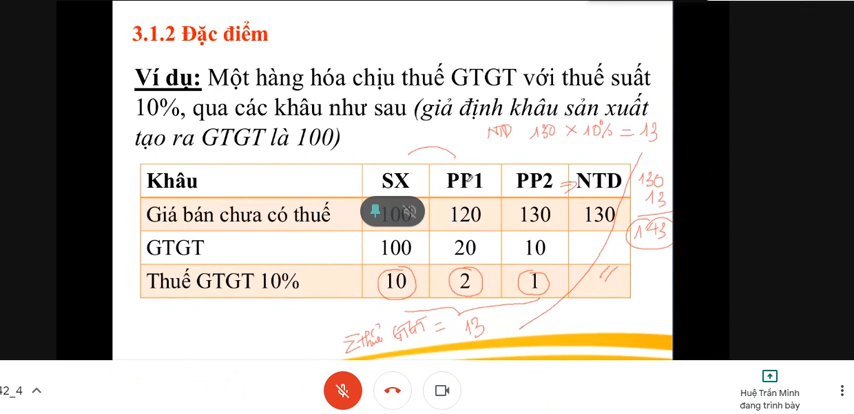 3.1.2 Đặc điểm
Ví dụ: Một hàng hóa chịu thuế GTGT với thuế suất
10%, qua các khâu như sau (giả định khâu sản xuất
tạo ra GTGT là 100)
NTD 130 × 10% = 13
Khâu SX PP1 PP2 ⇒ NTD
Giá bán chưa có thuế 100 120 130 130
GTGT 100 20 10
Thuế GTGT 10% 10 2 1 //
130
13
143
Σ thuế GTGT = 13
42_4
Huệ Trần Minh
đang trình bày